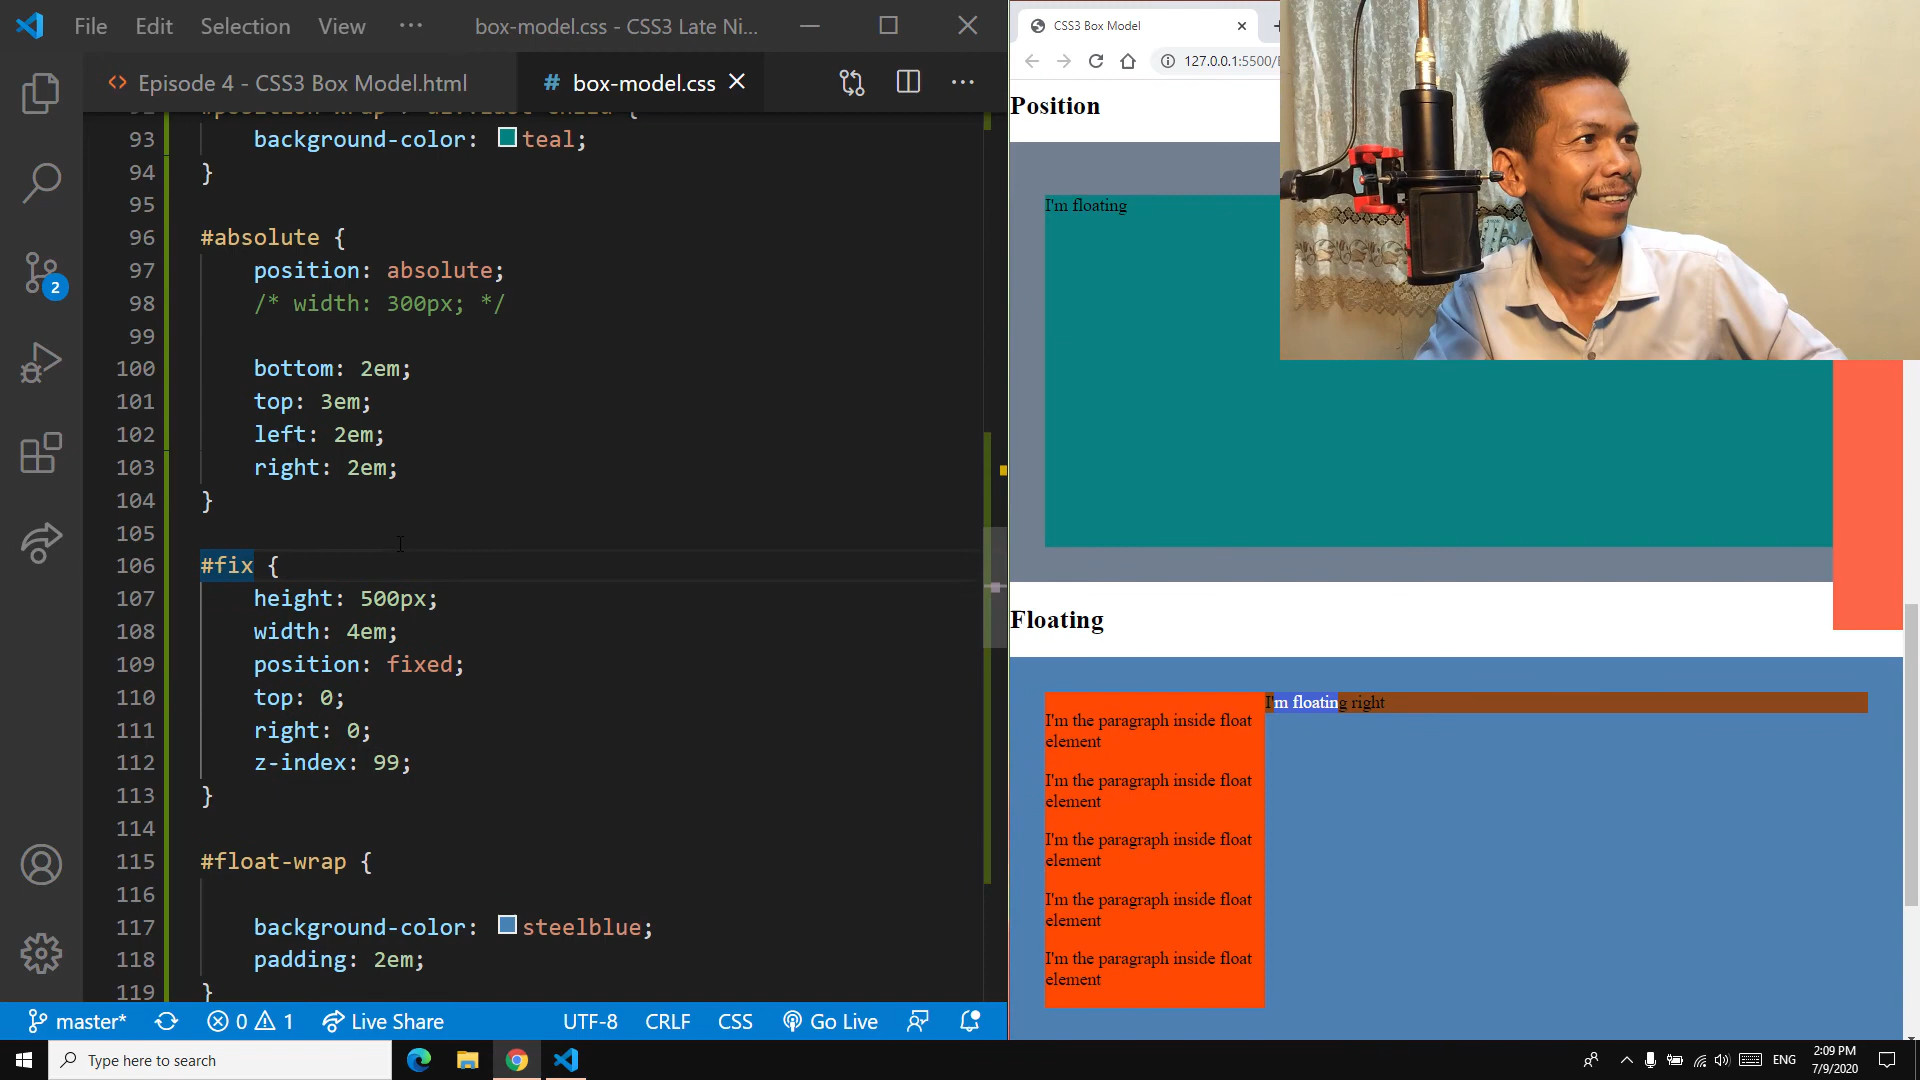 File Edit Selection View ··· box-model.css - CSS3 Late Ni...
<> Episode 4 - CSS3 Box Model.html # box-model.css
93 background-color: teal;
94 }
95
96 #absolute {
97 position: absolute;
98 /* width: 300px; */
99
100 bottom: 2em;
101 top: 3em;
102 left: 2em;
103 right: 2em;
104 }
105
106 #fix {
107 height: 500px;
108 width: 4em;
109 position: fixed;
110 top: 0;
111 right: 0;
112 z-index: 99;
113 }
114
115 #float-wrap {
116
117 background-color: steelblue;
118 padding: 2em;
119 }
2
master* 0 1 Live Share UTF-8 CRLF CSS Go Live
CSS3 Box Model
127.0.0.1:5500/
Position
I'm floating
Floating
I'm the paragraph inside float
element
I'm the paragraph inside float
element
I'm the paragraph inside float
element
I'm the paragraph inside float
element
I'm the paragraph inside float
element
I'm floating right
Type here to search
ENG
2:09 PM
7/9/2020